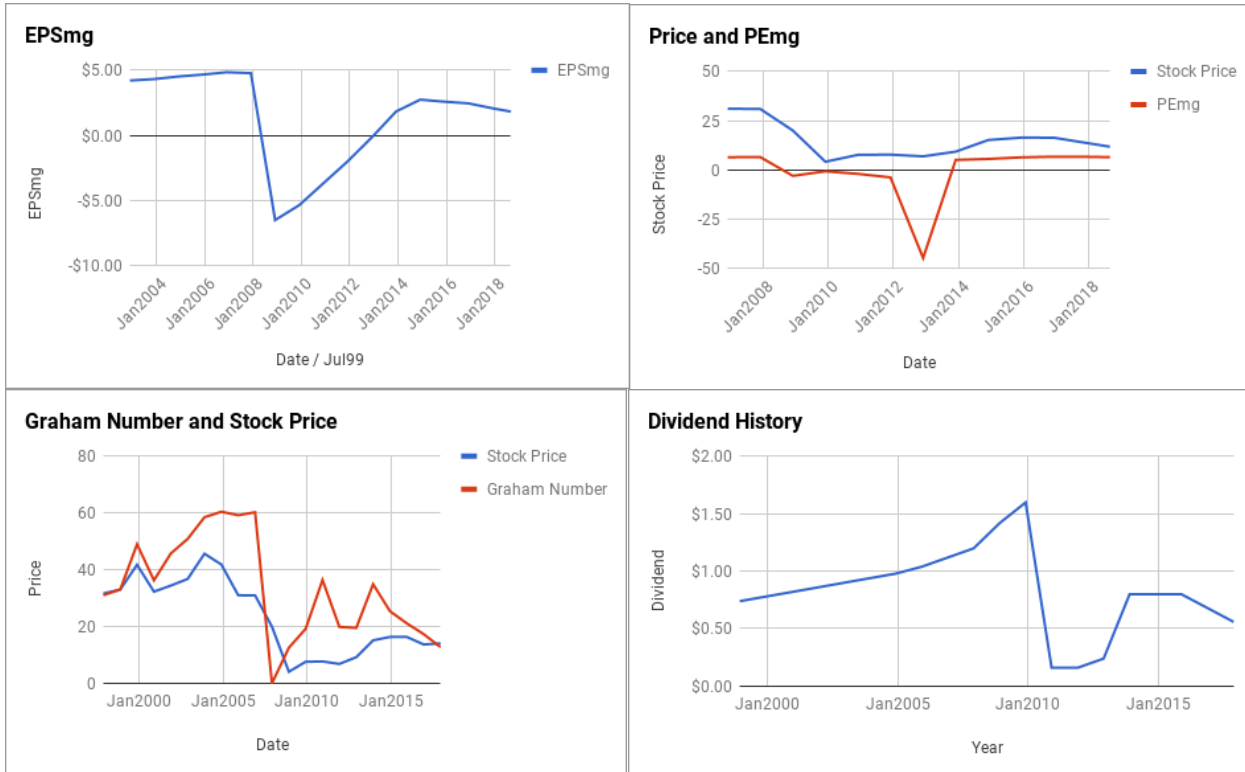 EPSmg
$5.00
$0.00
-$5.00
-$10.00
EPSmg
EPSmg
Jan2004
Jan2006
Jan2008
Jan2010
Jan2012
Jan2014
Jan2016
Jan2018
Date / Jul99
Price and PEmg
50
25
0
-25
-50
Stock Price
Stock Price
PEmg
Jan2008
Jan2010
Jan2012
Jan2014
Jan2016
Jan2018
Date
Graham Number and Stock Price
80
60
40
20
0
Price
Stock Price
Graham Number
Jan2000
Jan2005
Jan2010
Jan2015
Date
Dividend History
$2.00
$1.50
$1.00
$0.50
$0.00
Dividend
Jan2000
Jan2005
Jan2010
Jan2015
Year